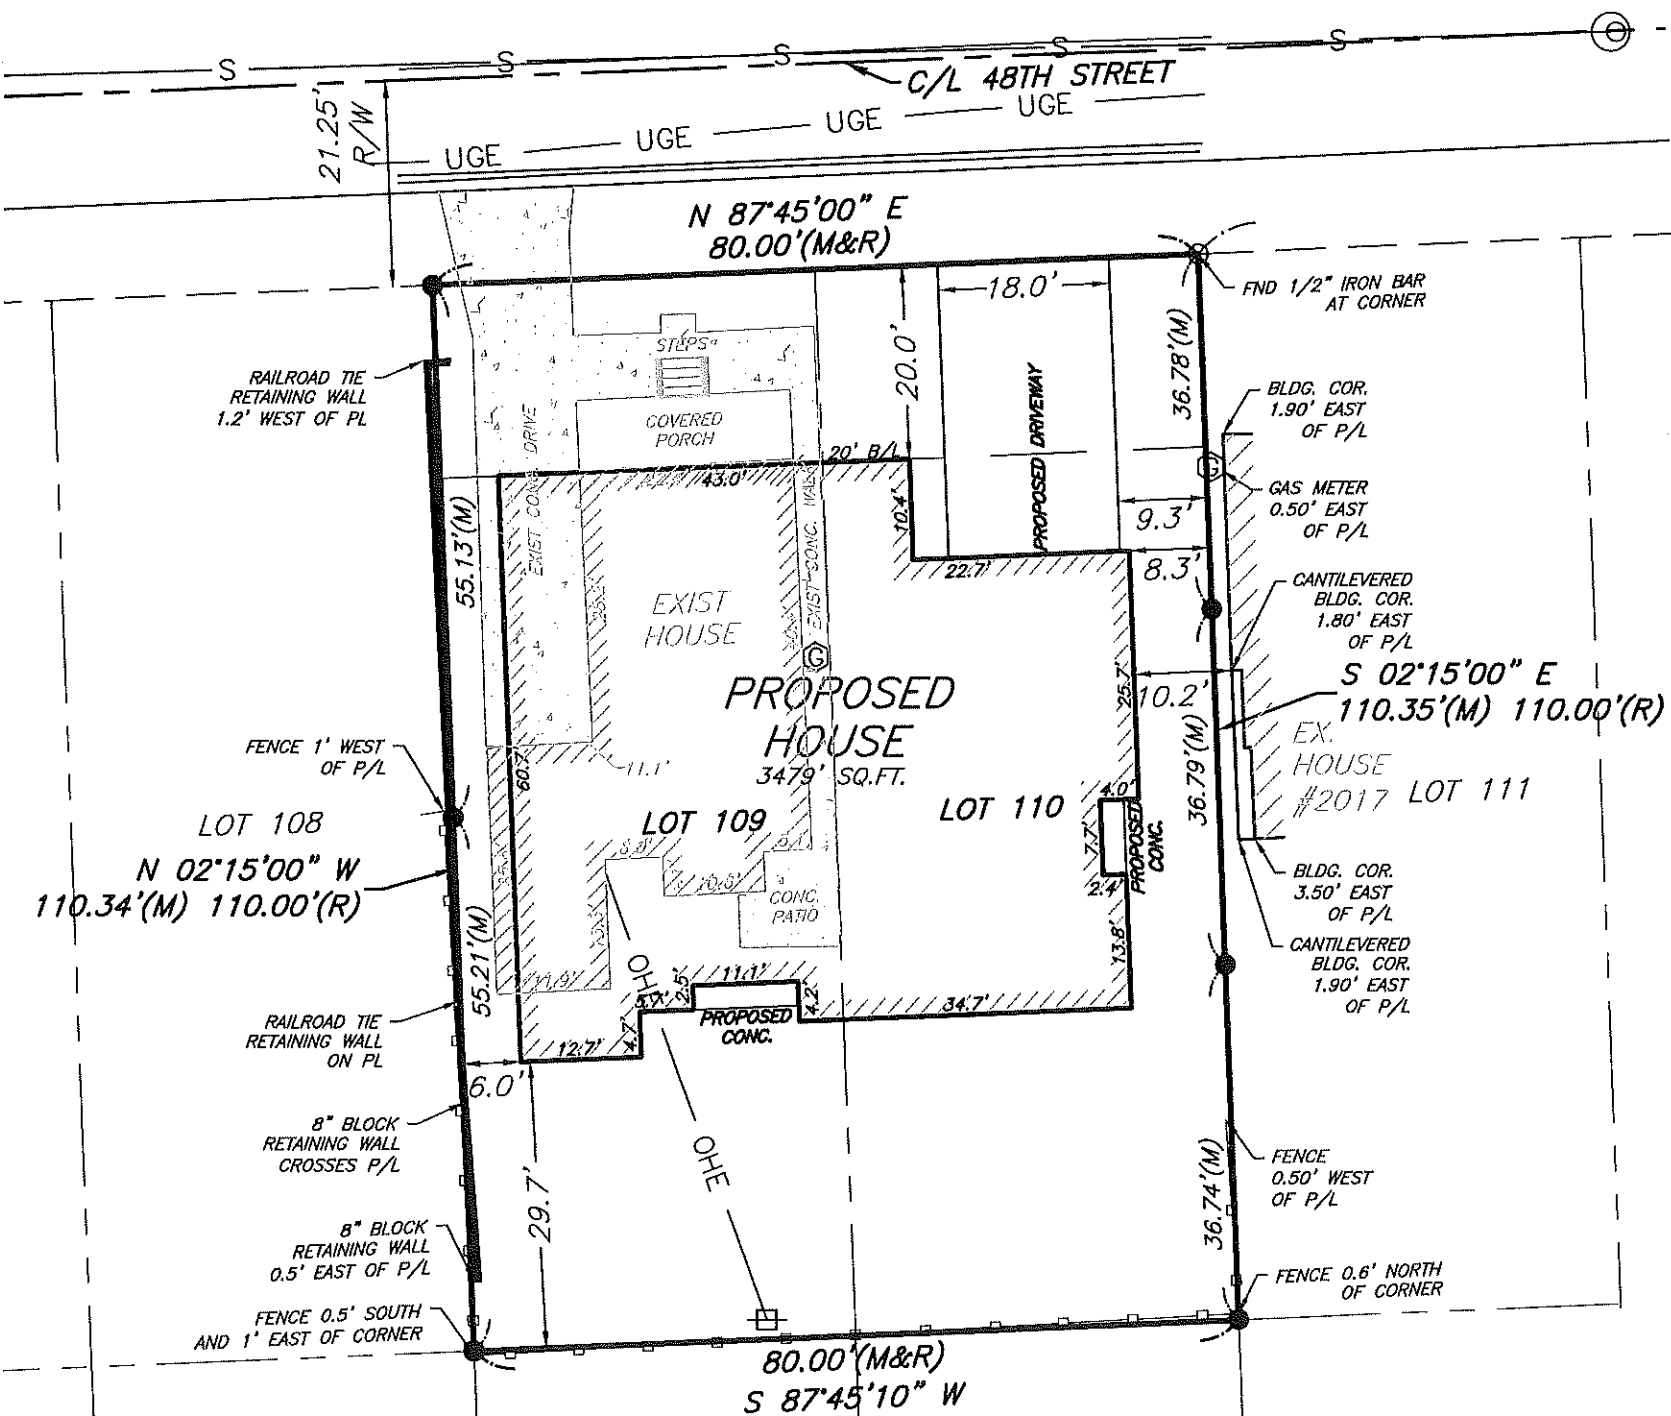 S S S S S
C/L 48TH STREET
21.25'
R/W
UGE UGE UGE UGE
N 87°45'00" E
80.00'(M&R)
18.0'
FND 1/2" IRON BAR
AT CORNER
STEPS
20.0'
36.78'(M)
RAILROAD TIE
RETAINING WALL
1.2' WEST OF PL
COVERED
PORCH
PROPOSED DRIVEWAY
BLDG. COR.
1.90' EAST
OF P/L
EXIST CONC. DRIVE
20' B/L
43.0'
G
GAS METER
0.50' EAST
OF P/L
55.13'(M)
10.4'
9.3'
8.3'
22.7'
EXIST CONC. WALK
EXIST
HOUSE
CANTILEVERED
BLDG. COR.
1.80' EAST
OF P/L
G
PROPOSED
HOUSE
3479' SQ.FT.
25.7'
10.2'
S 02°15'00" E
110.35'(M) 110.00'(R)
FENCE 1' WEST
OF P/L
60.7'
11.1'
36.79'(M)
EX.
HOUSE
#2017
LOT 111
LOT 108
LOT 109
LOT 110
4.0'
7.7'
2.4'
PROPOSED
CONC.
N 02°15'00" W
110.34'(M) 110.00'(R)
CONC.
PATIO
BLDG. COR.
3.50' EAST
OF P/L
55.21'(M)
13.8'
CANTILEVERED
BLDG. COR.
1.90' EAST
OF P/L
OHE
2.5'
11.1'
4.2'
34.7'
PROPOSED
CONC.
RAILROAD TIE
RETAINING WALL
ON PL
12.7'
4.7'
6.0'
8" BLOCK
RETAINING WALL
CROSSES P/L
OHE
29.7'
36.74'(M)
FENCE
0.50' WEST
OF P/L
8" BLOCK
RETAINING WALL
0.5' EAST OF P/L
FENCE 0.6' NORTH
OF CORNER
FENCE 0.5' SOUTH
AND 1' EAST OF CORNER
80.00'(M&R)
S 87°45'10" W